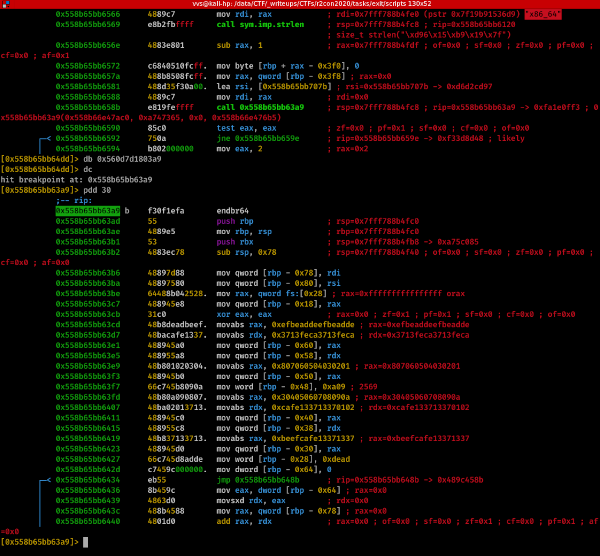 vvs@kali-hp: /data/CTF/_writeups/CTFs/r2con2020/tasks/exit/scripts 130x52
0x558b65bb6566 4889c7 mov rdi, rax ; rdi=0x7fff788b4fe0 (pstr 0x7f19b91536d9) "x86_64"
0x558b65bb6569 e8b2fbffff call sym.imp.strlen ; rsp=0x7fff788b4fc8 ; rip=0x558b65bb6120
; size_t strlen("\xd96\x15\xb9\x19\x7f")
0x558b65bb656e 4883e801 sub rax, 1 ; rax=0xffffffffffff4fdf ; of=0x0 ; sf=0x0 ; zf=0x0 ; pf=0x0 ;
cf=0x0 ; af=0x1
0x558b65bb6572 c6840510fcff. mov byte [rbp + rax - 0x3f0], 0
0x558b65bb657a 488b8508fcff. mov rax, qword [rbp - 0x3f8] ; rax=0x0
0x558b65bb6581 488d35f30a00. lea rsi, [0x558b65bb707b] ; rsi=0x558b65bb707b -> 0xd6d2cd97
0x558b65bb6588 4889c7 mov rdi, rax ; rdi=0x0
0x558b65bb658b e819feffff call 0x558b65bb63a9 ; rsp=0x7fff788b4fc8 ; rip=0x558b65bb63a9 -> 0xfa1e0ff3 ; 0
x558b65bb63a9(0x558b66e47ac0, 0xa747365, 0x0, 0x558b66e476b5)
0x558b65bb6590 85c0 test eax, eax ; zf=0x0 ; pf=0x1 ; sf=0x0 ; cf=0x0 ; of=0x0
0x558b65bb6592 750a jne 0x558b65bb659e ; rip=0x558b65bb659e -> 0xf33d8d48 ; likely
0x558b65bb6594 b802000000 mov eax, 2 ; rax=0x2
[0x558b65bb64dd]> db 0x560d7d1803a9
[0x558b65bb64dd]> dc
hit breakpoint at: 0x558b65bb63a9
[0x558b65bb63a9]> pdd 30
;-- rip:
0x558b65bb63a9 b f30f1efa endbr64
0x558b65bb63ad 55 push rbp ; rsp=0x7fff788b4fc0
0x558b65bb63ae 4889e5 mov rbp, rsp ; rbp=0x7fff788b4fc0
0x558b65bb63b1 53 push rbx ; rsp=0x7fff788b4fb8 -> 0xa75c085
0x558b65bb63b2 4883ec78 sub rsp, 0x78 ; rsp=0x7fff788b4f40 ; of=0x0 ; sf=0x0 ; zf=0x0 ; pf=0x0 ;
cf=0x0 ; af=0x0
0x558b65bb63b6 48897d88 mov qword [rbp - 0x78], rdi
0x558b65bb63ba 48897580 mov qword [rbp - 0x80], rsi
0x558b65bb63be 64488b042528. mov rax, qword fs:[0x28] ; rax=0xffffffffffffffff orax
0x558b65bb63c7 488945e8 mov qword [rbp - 0x18], rax
0x558b65bb63cb 31c0 xor eax, eax ; rax=0x0 ; zf=0x1 ; pf=0x1 ; sf=0x0 ; cf=0x0 ; of=0x0
0x558b65bb63cd 48b8deadbeef. movabs rax, 0xefbeaddeefbeadde ; rax=0xefbeaddeefbeadde
0x558b65bb63d7 48bacafe1337. movabs rdx, 0x3713feca3713feca ; rdx=0x3713feca3713feca
0x558b65bb63e1 488945a0 mov qword [rbp - 0x60], rax
0x558b65bb63e5 488955a8 mov qword [rbp - 0x58], rdx
0x558b65bb63e9 48b801020304. movabs rax, 0x807060504030201 ; rax=0x807060504030201
0x558b65bb63f3 488945b0 mov qword [rbp - 0x50], rax
0x558b65bb63f7 66c745b8090a mov word [rbp - 0x48], 0xa09 ; 2569
0x558b65bb63fd 48b80a090807. movabs rax, 0x30405060708090a ; rax=0x30405060708090a
0x558b65bb6407 48ba02013713. movabs rdx, 0xcafe133713370102 ; rdx=0xcafe133713370102
0x558b65bb6411 488945c0 mov qword [rbp - 0x40], rax
0x558b65bb6415 488955c8 mov qword [rbp - 0x38], rdx
0x558b65bb6419 48b837133713. movabs rax, 0xbeefcafe13371337 ; rax=0xbeefcafe13371337
0x558b65bb6423 488945d0 mov qword [rbp - 0x30], rax
0x558b65bb6427 66c745d8adde mov word [rbp - 0x28], 0xdead
0x558b65bb642d c7459c000000. mov dword [rbp - 0x64], 0
0x558b65bb6434 eb55 jmp 0x558b65bb648b ; rip=0x558b65bb648b -> 0x489c458b
0x558b65bb6436 8b459c mov eax, dword [rbp - 0x64] ; rax=0x0
0x558b65bb6439 4863d0 movsxd rdx, eax ; rdx=0x0
0x558b65bb643c 488b4588 mov rax, qword [rbp - 0x78] ; rax=0x0
0x558b65bb6440 4801d0 add rax, rdx ; rax=0x0 ; of=0x0 ; sf=0x0 ; zf=0x1 ; cf=0x0 ; pf=0x1 ; af
=0x0
[0x558b65bb63a9]>